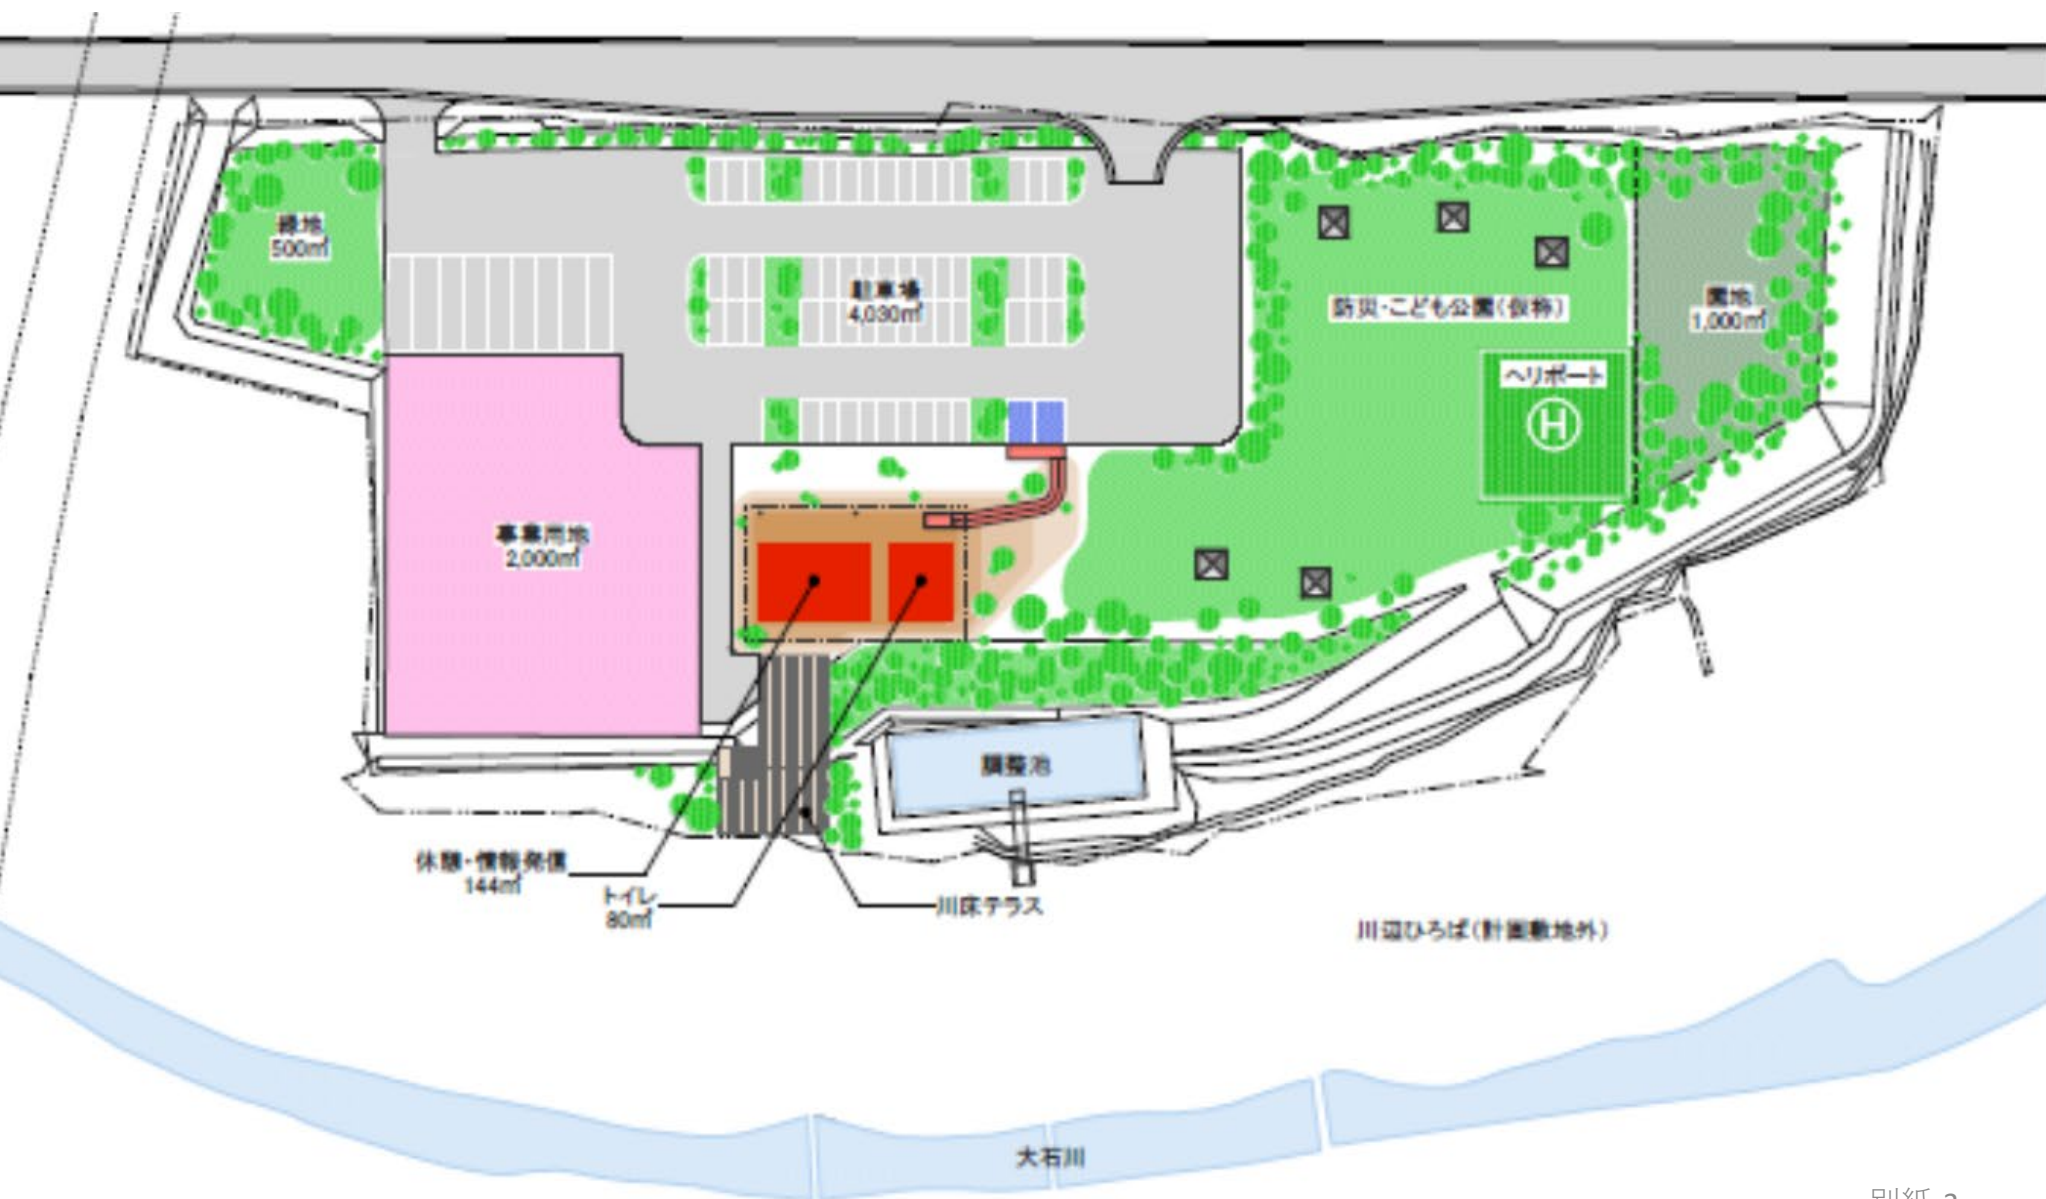 緑地
500㎡
駐車場
4,030㎡
防災・こども公園(仮称)
園地
1,000㎡
ヘリポート
H
事業用地
2,000㎡
調整池
休憩・情報発信
144㎡
トイレ
80㎡
川床テラス
川辺ひろば(計画敷地外)
大石川